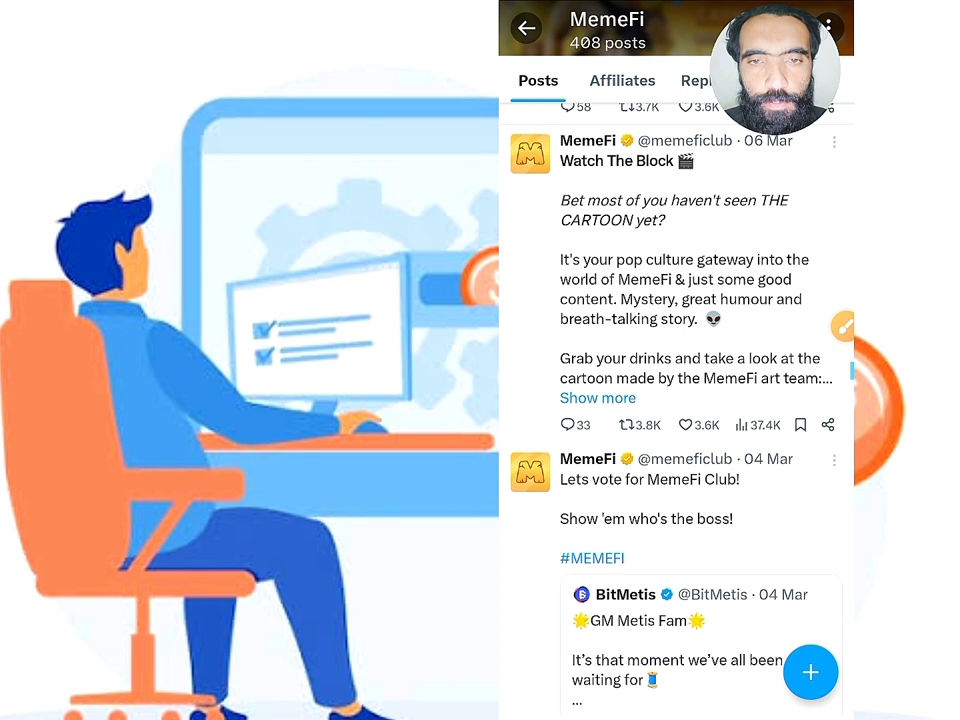 MemeFi
408 posts
Posts Affiliates
58 3.7K 3.6K
MemeFi @memeficlub · 06 Mar
Watch The Block 🎬
Bet most of you haven't seen THE
CARTOON yet?
It's your pop culture gateway into the
world of MemeFi & just some good
content. Mystery, great humour and
breath-talking story. 👽
Grab your drinks and take a look at the
cartoon made by the MemeFi art team:...
Show more
33 3.8K 3.6K 37.4K
MemeFi @memeficlub · 04 Mar
Lets vote for MemeFi Club!
Show 'em who's the boss!
#MEMEFI
BitMetis @BitMetis · 04 Mar
🌟GM Metis Fam🌟
It's that moment we've all been
waiting for🧵
...